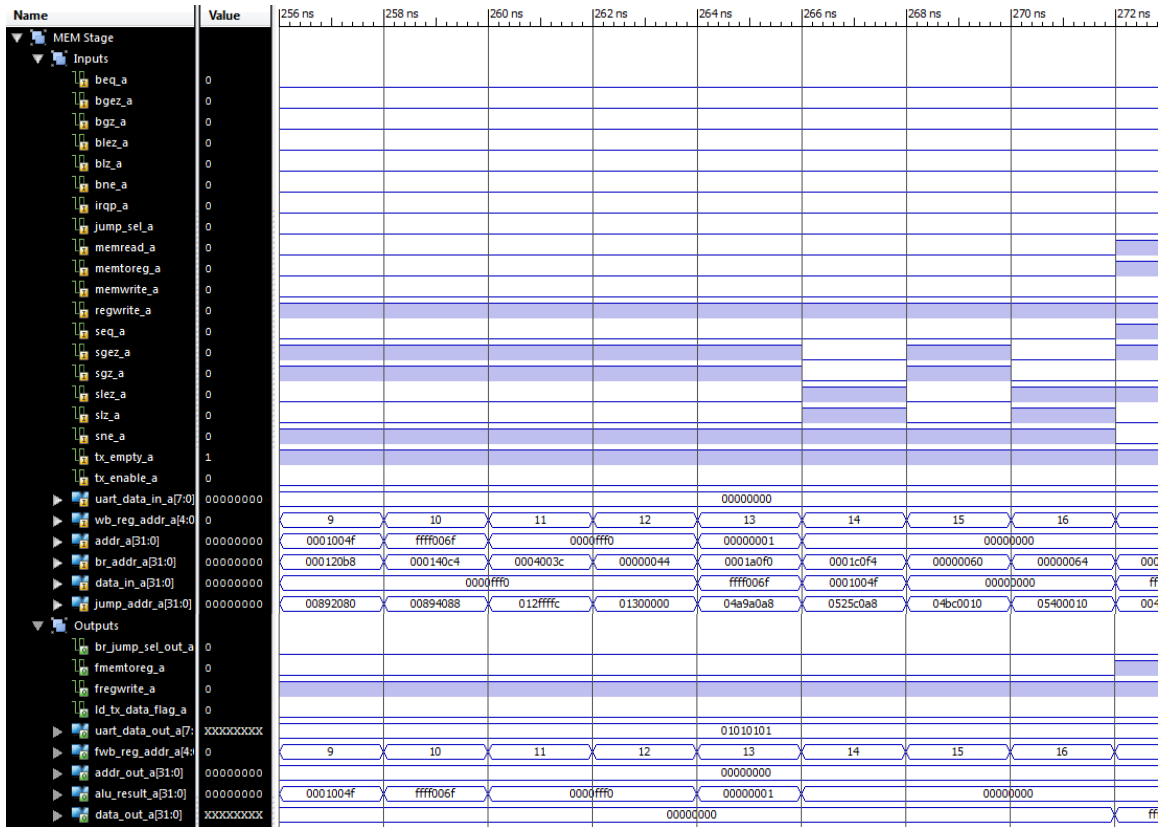 Name Value 256 ns 258 ns 260 ns 262 ns 264 ns 266 ns 268 ns 270 ns 272 ns
MEM Stage
Inputs
beq_a 0
bgez_a 0
bgz_a 0
blez_a 0
blz_a 0
bne_a 0
irqp_a 0
jump_sel_a 0
memread_a 0
memtoreg_a 0
memwrite_a 0
regwrite_a 0
seq_a 0
sgez_a 0
sgz_a 0
slez_a 0
slz_a 0
sne_a 0
tx_empty_a 1
tx_enable_a 0
uart_data_in_a[7:0] 00000000 00000000
wb_reg_addr_a[4:0 0 9 10 11 12 13 14 15 16
addr_a[31:0] 00000000 0001004f ffff006f 0000fff0 00000001 00000000
br_addr_a[31:0] 00000000 000120b8 000140c4 0004003c 00000044 0001a0f0 0001c0f4 00000060 00000064 000
data_in_a[31:0] 00000000 0000fff0 ffff006f 0001004f 00000000 ff
jump_addr_a[31:0] 00000000 00892080 00894088 012ffffc 01300000 04a9a0a8 0525c0a8 04bc0010 05400010 004
Outputs
br_jump_sel_out_a 0
fmemtoreg_a 0
fregwrite_a 0
ld_tx_data_flag_a 0
uart_data_out_a[7: XXXXXXXX 01010101
fwb_reg_addr_a[4: 0 9 10 11 12 13 14 15 16
addr_out_a[31:0] 00000000 00000000
alu_result_a[31:0] 00000000 0001004f ffff006f 0000fff0 00000001 00000000
data_out_a[31:0] XXXXXXXX 00000000 ff